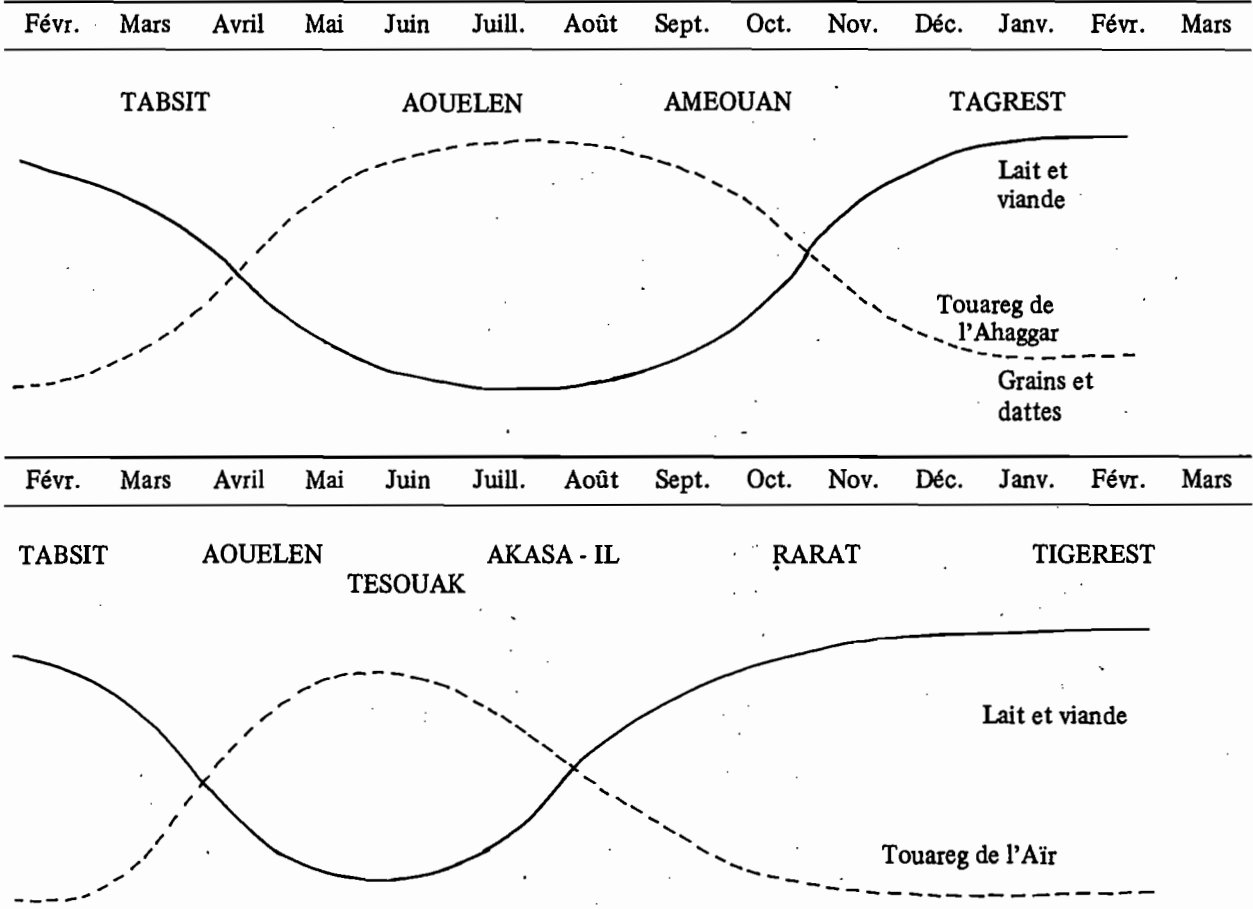 Févr. Mars Avril Mai Juin Juill. Août Sept. Oct. Nov. Déc. Janv. Févr. Mars
TABSIT AOUELEN AMEOUAN TAGREST
Lait et
viande
Touareg de
l'Ahaggar
Grains et
dattes
Févr. Mars Avril Mai Juin Juill. Août Sept. Oct. Nov. Déc. Janv. Févr. Mars
TABSIT AOUELEN AKASA - IL ṚARAT TIGEREST
TESOUAK
Lait et viande
Touareg de l'Aïr